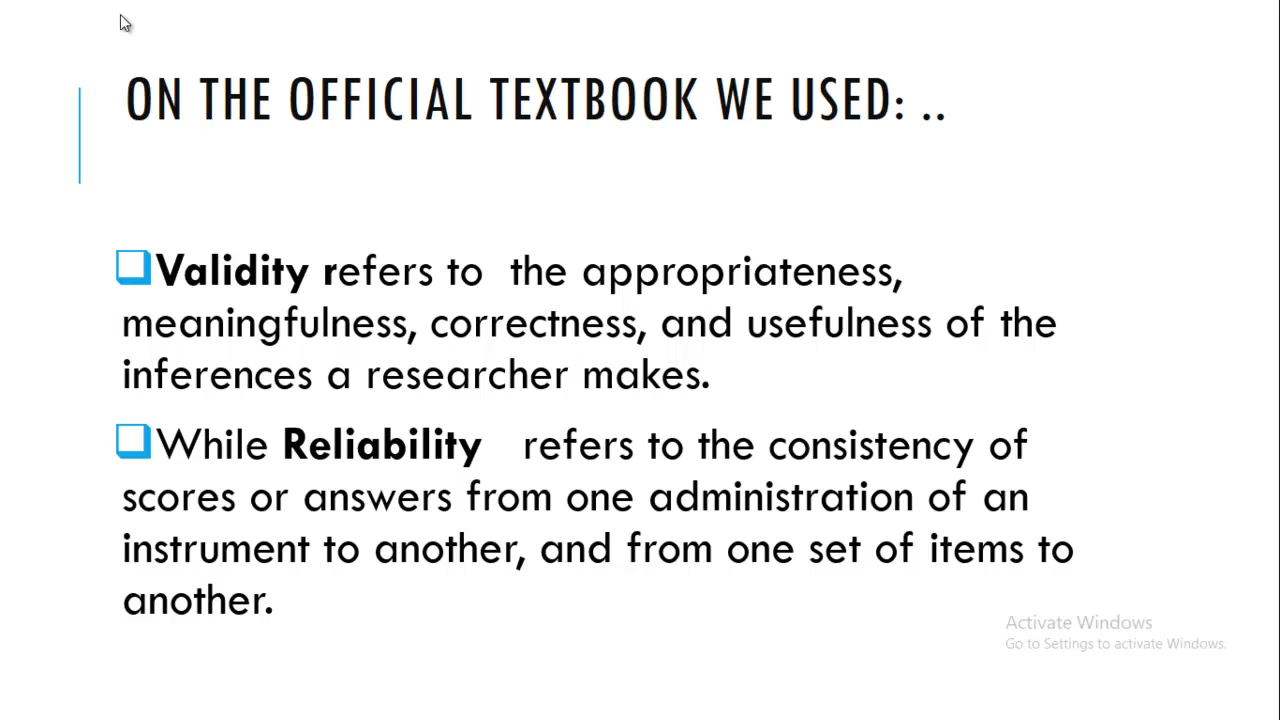 ON THE OFFICIAL TEXTBOOK WE USED: ..
Validity refers to the appropriateness,
meaningfulness, correctness, and usefulness of the
inferences a researcher makes.
While Reliability refers to the consistency of
scores or answers from one administration of an
instrument to another, and from one set of items to
another.
Activate Windows
Go to Settings to activate Windows.